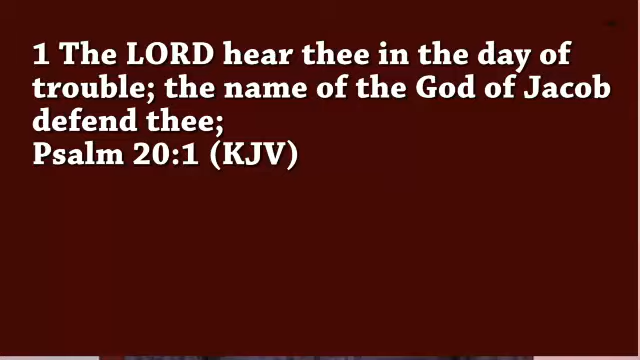 1 The LORD hear thee in the day of
trouble; the name of the God of Jacob
defend thee;
Psalm 20:1 (KJV)